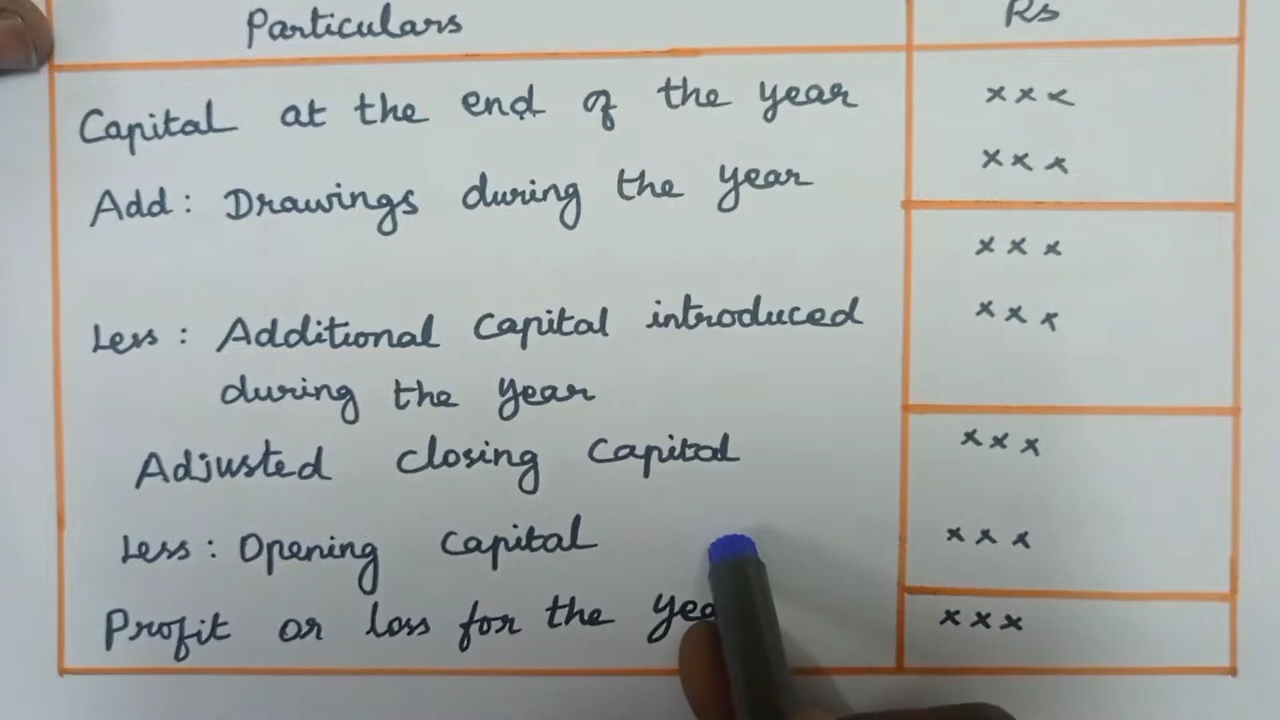 Particulars Rs
Capital at the end of the year xxx
Add: Drawings during the year xxx
xxx
Less: Additional capital introduced xxx
during the year
Adjusted closing capital xxx
Less: Opening capital xxx
Profit or loss for the xxx